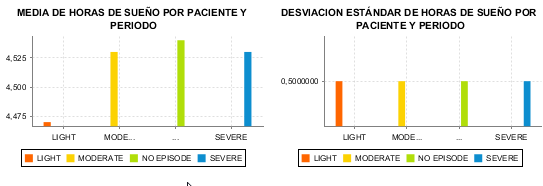 MEDIA DE HORAS DE SUEÑO POR PACIENTE Y
PERIODO
4,525
4,500
4,475
LIGHT MODE... ... SEVERE
LIGHT MODERATE NO EPISODE SEVERE
DESVIACION ESTÁNDAR DE HORAS DE SUEÑO POR
PACIENTE Y PERIODO
0,5000000
LIGHT MODE... ... SEVERE
LIGHT MODERATE NO EPISODE SEVERE